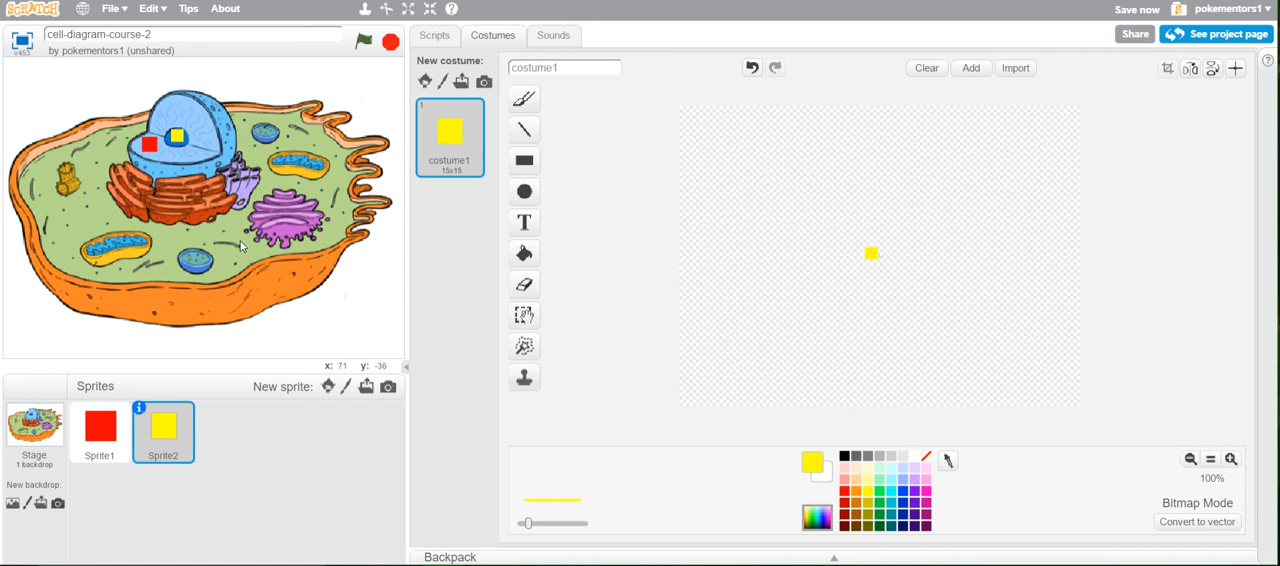 SCRATCH File ▼ Edit ▼ Tips About Save now pokementors1 ▼
v453 cell-diagram-course-2
by pokementors1 (unshared)
Scripts Costumes Sounds Share See project page
New costume: costume1 Clear Add Import
1
costume1
15x15
T
x: 71 y: -36
Sprites New sprite:
Stage
1 backdrop
Sprite1 Sprite2
New backdrop:
100%
Bitmap Mode
Convert to vector
Backpack